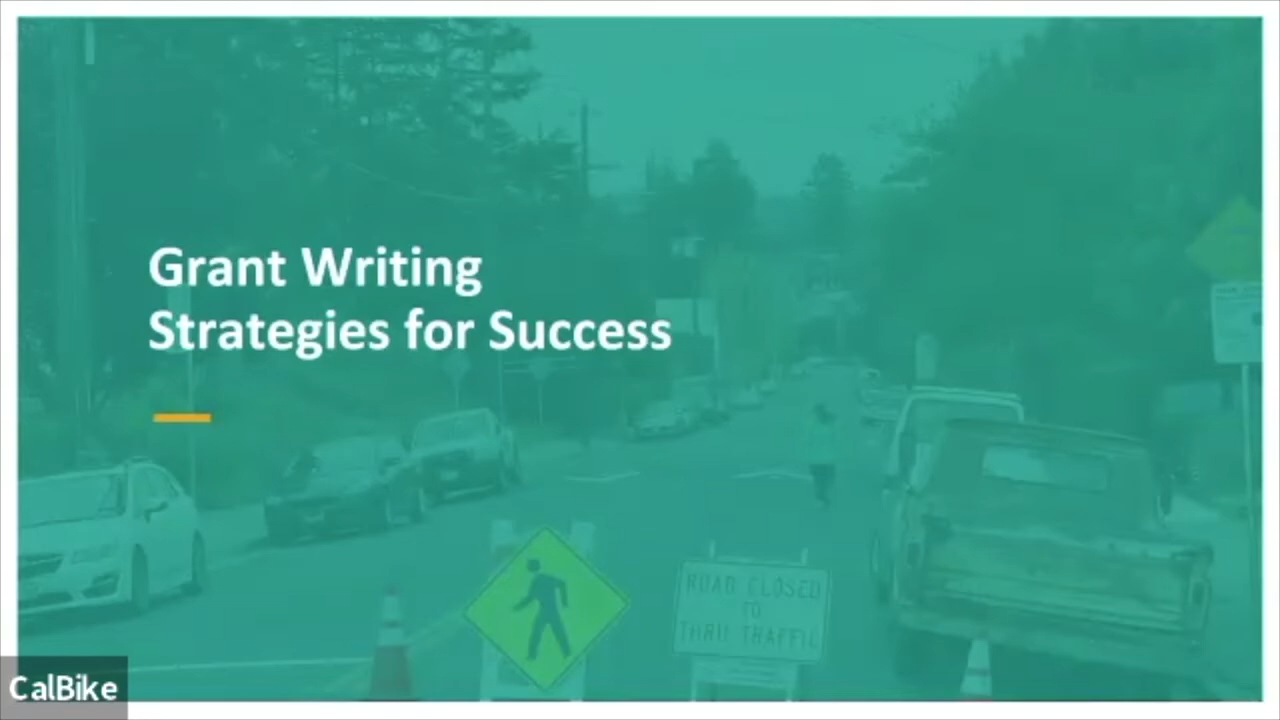 Grant Writing
Strategies for Success
ROAD CLOSED
TO
THRU TRAFFIC
CalBike